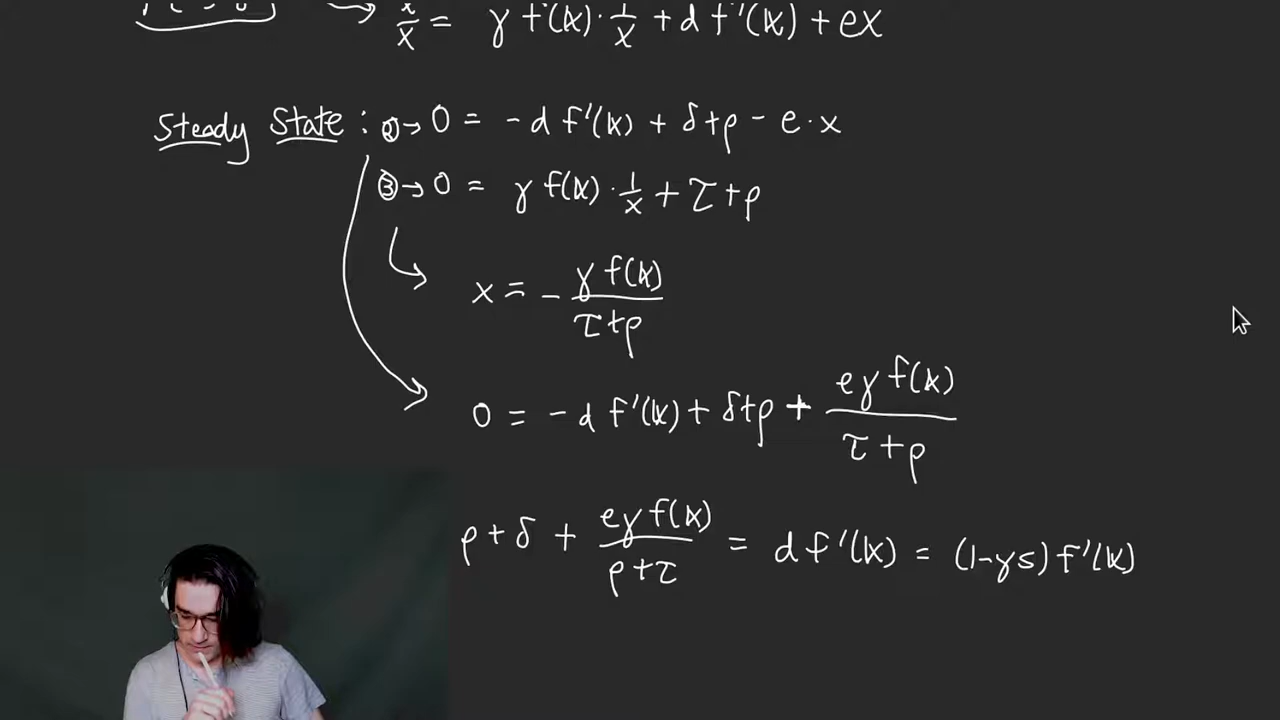 ẋ/x = γ f(k) · 1/x + d f'(k) + ex
Steady State: ②→ 0 = - d f'(k) + δ+ρ - e·x
③→ 0 = γ f(k) · 1/x + τ+ρ
x = - γ f(k) / τ+ρ
0 = - d f'(k) + δ+ρ + eγ f(k) / τ+ρ
ρ+δ + eγ f(k) / ρ+τ = d f'(k) = (1-γs) f'(k)